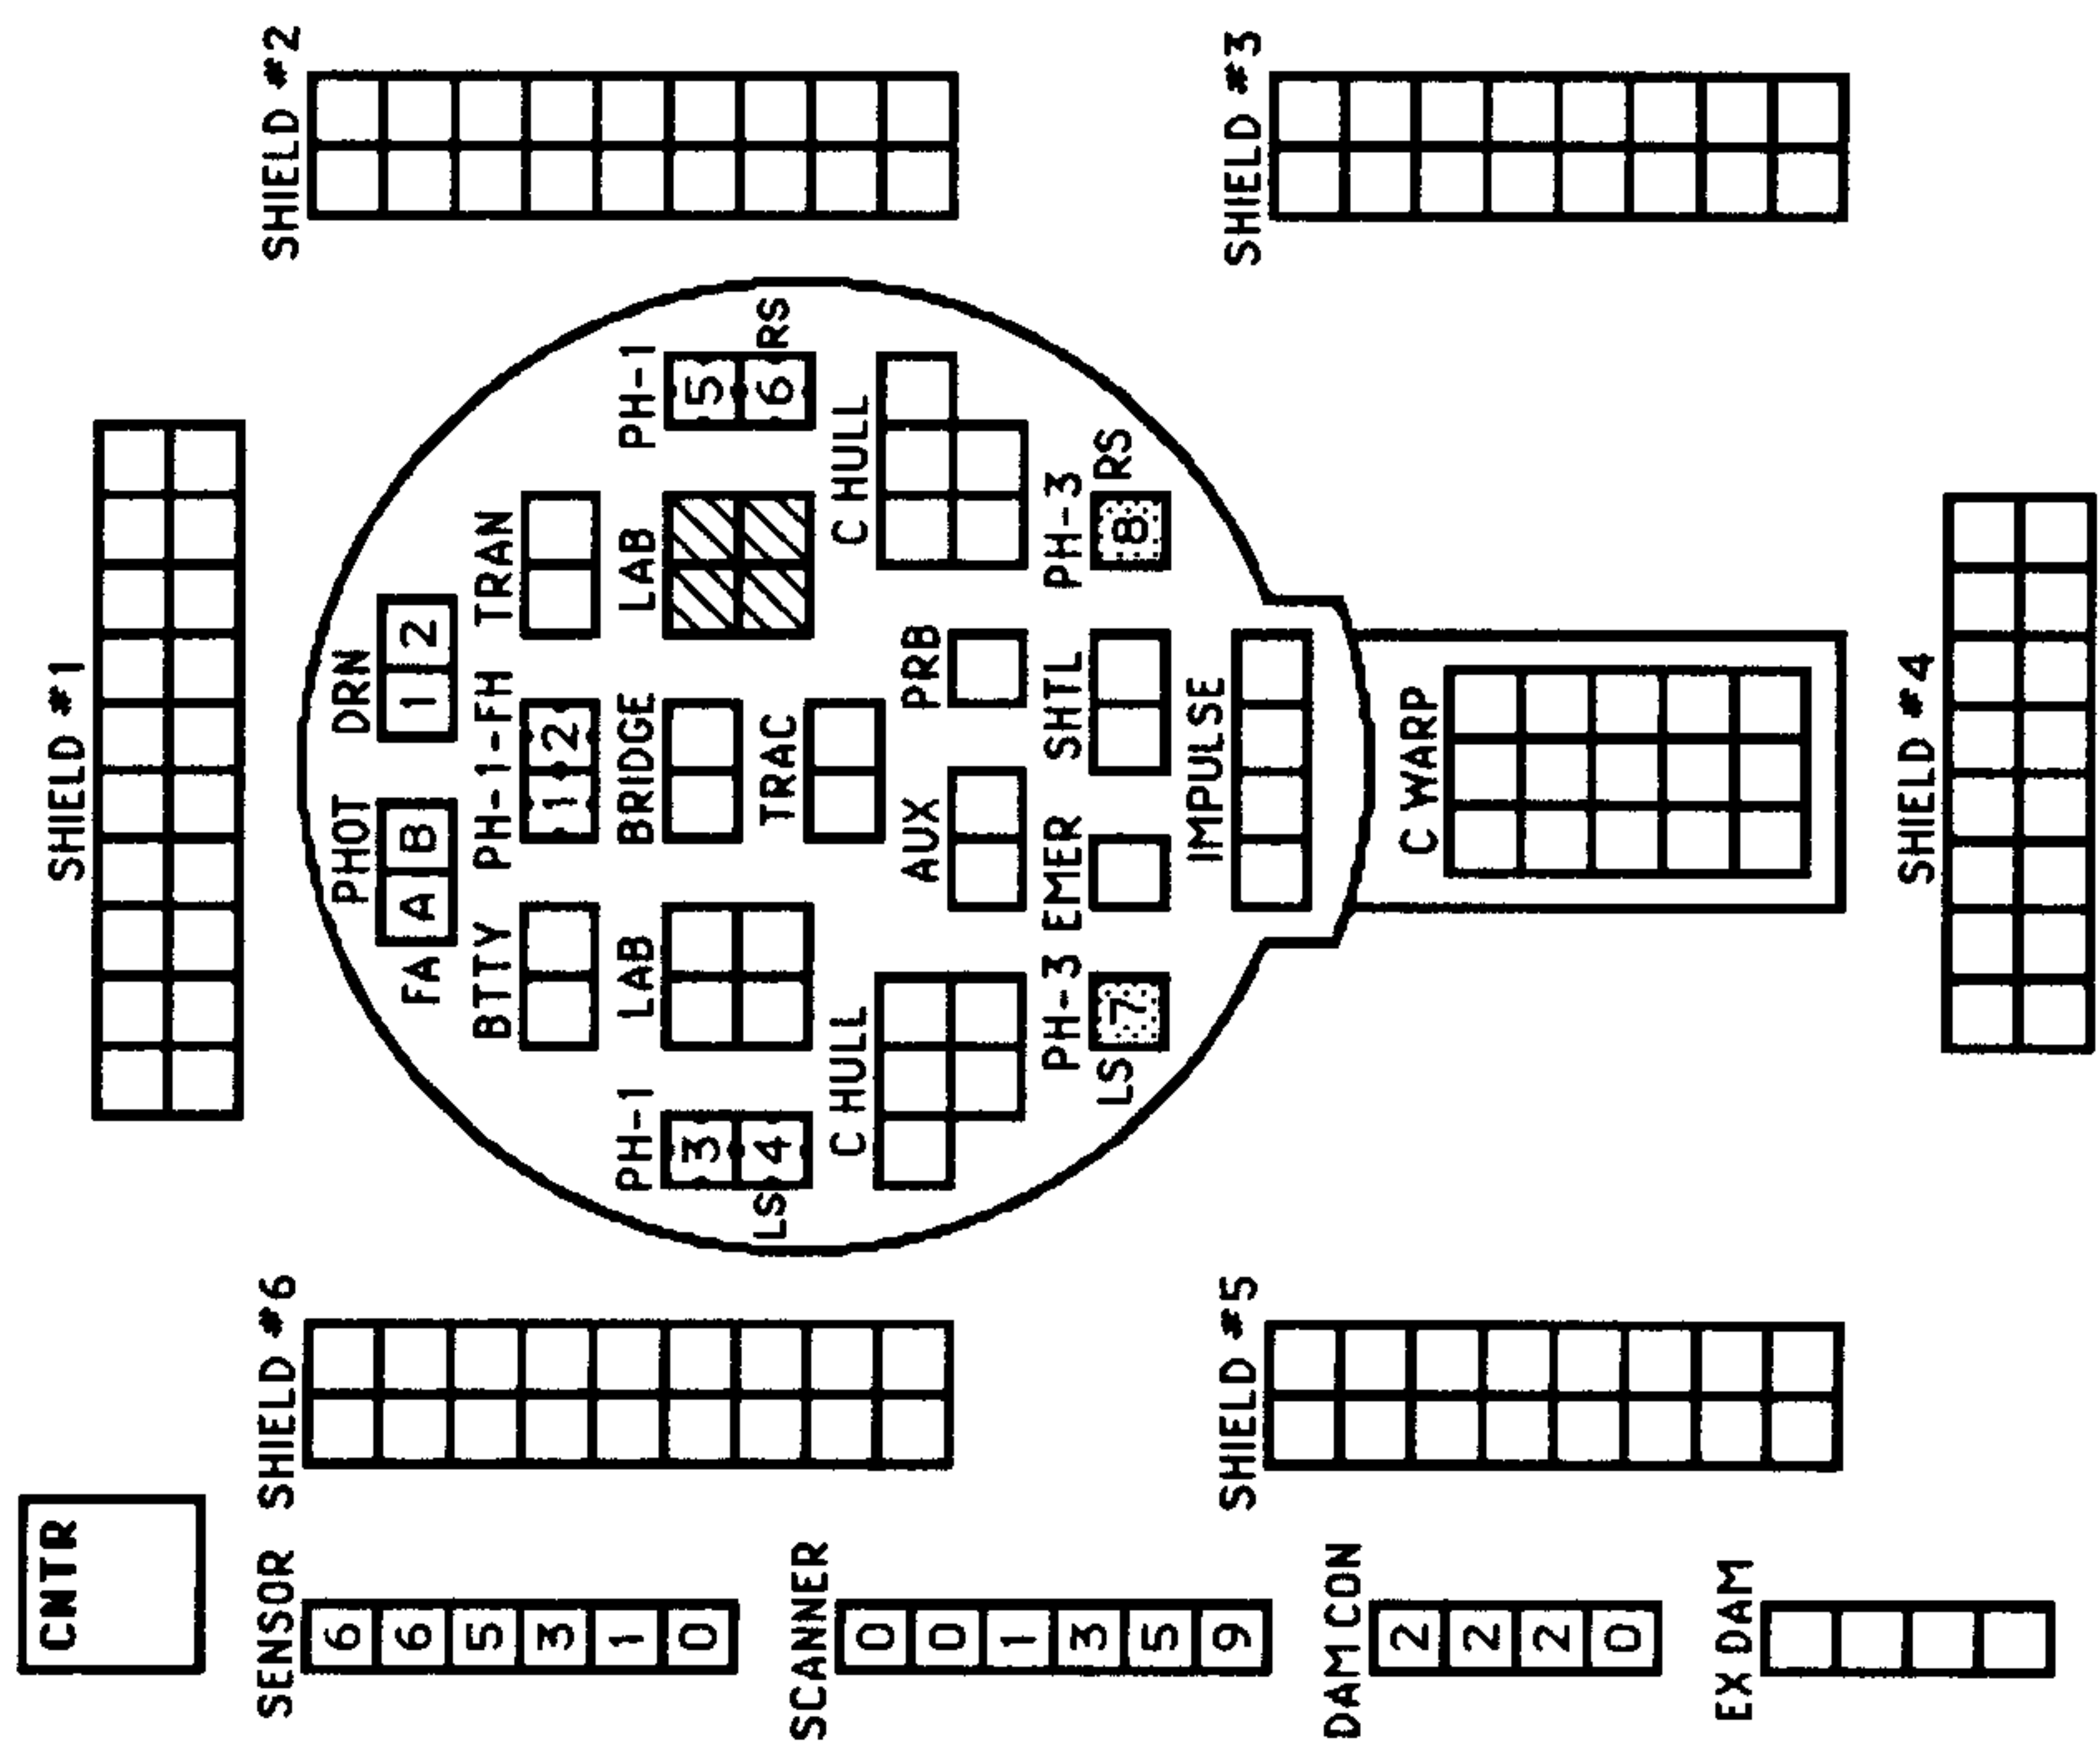 CNTR
SHIELD #1
SENSOR
6
6
5
3
1
0
SHIELD #6
SHIELD #2
PHOT
FA A B
DRN
1 2
BTTY
PH-1-FH
1 2
TRAN
PH-1
3
4
LS
LAB
BRIDGE
LAB
PH-1
5
6
RS
TRAC
SCANNER
0
0
1
3
5
9
C HULL
AUX
PRB
C HULL
PH-3
LS 7
EMER
SHTL
PH-3
8 RS
IMPULSE
SHIELD #5
SHIELD #3
DAM CON
2
2
2
0
C WARP
EX DAM
SHIELD #4